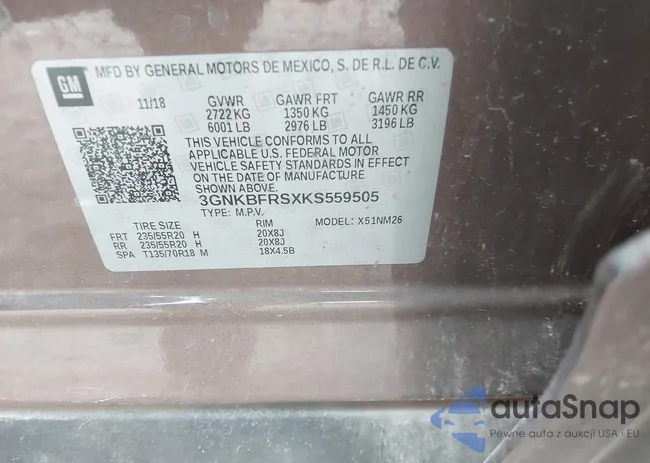 GM
MFD BY GENERAL MOTORS DE MEXICO, S. DE R.L. DE C.V.
11/18 GVWR GAWR FRT GAWR RR
2722 KG 1350 KG 1450 KG
6001 LB 2976 LB 3196 LB
THIS VEHICLE CONFORMS TO ALL
APPLICABLE U.S. FEDERAL MOTOR
VEHICLE SAFETY STANDARDS IN EFFECT
ON THE DATE OF MANUFACTURE
SHOWN ABOVE.
3GNKBFRSXKS559505
TYPE: M.P.V. MODEL: X51NM26
TIRE SIZE RIM
FRT 235/55R20 H 20X8J
RR 235/55R20 H 20X8J
SPA T135/70R18 M 18X4.5B
autaSnap
Pewne auta z aukcji USA i EU